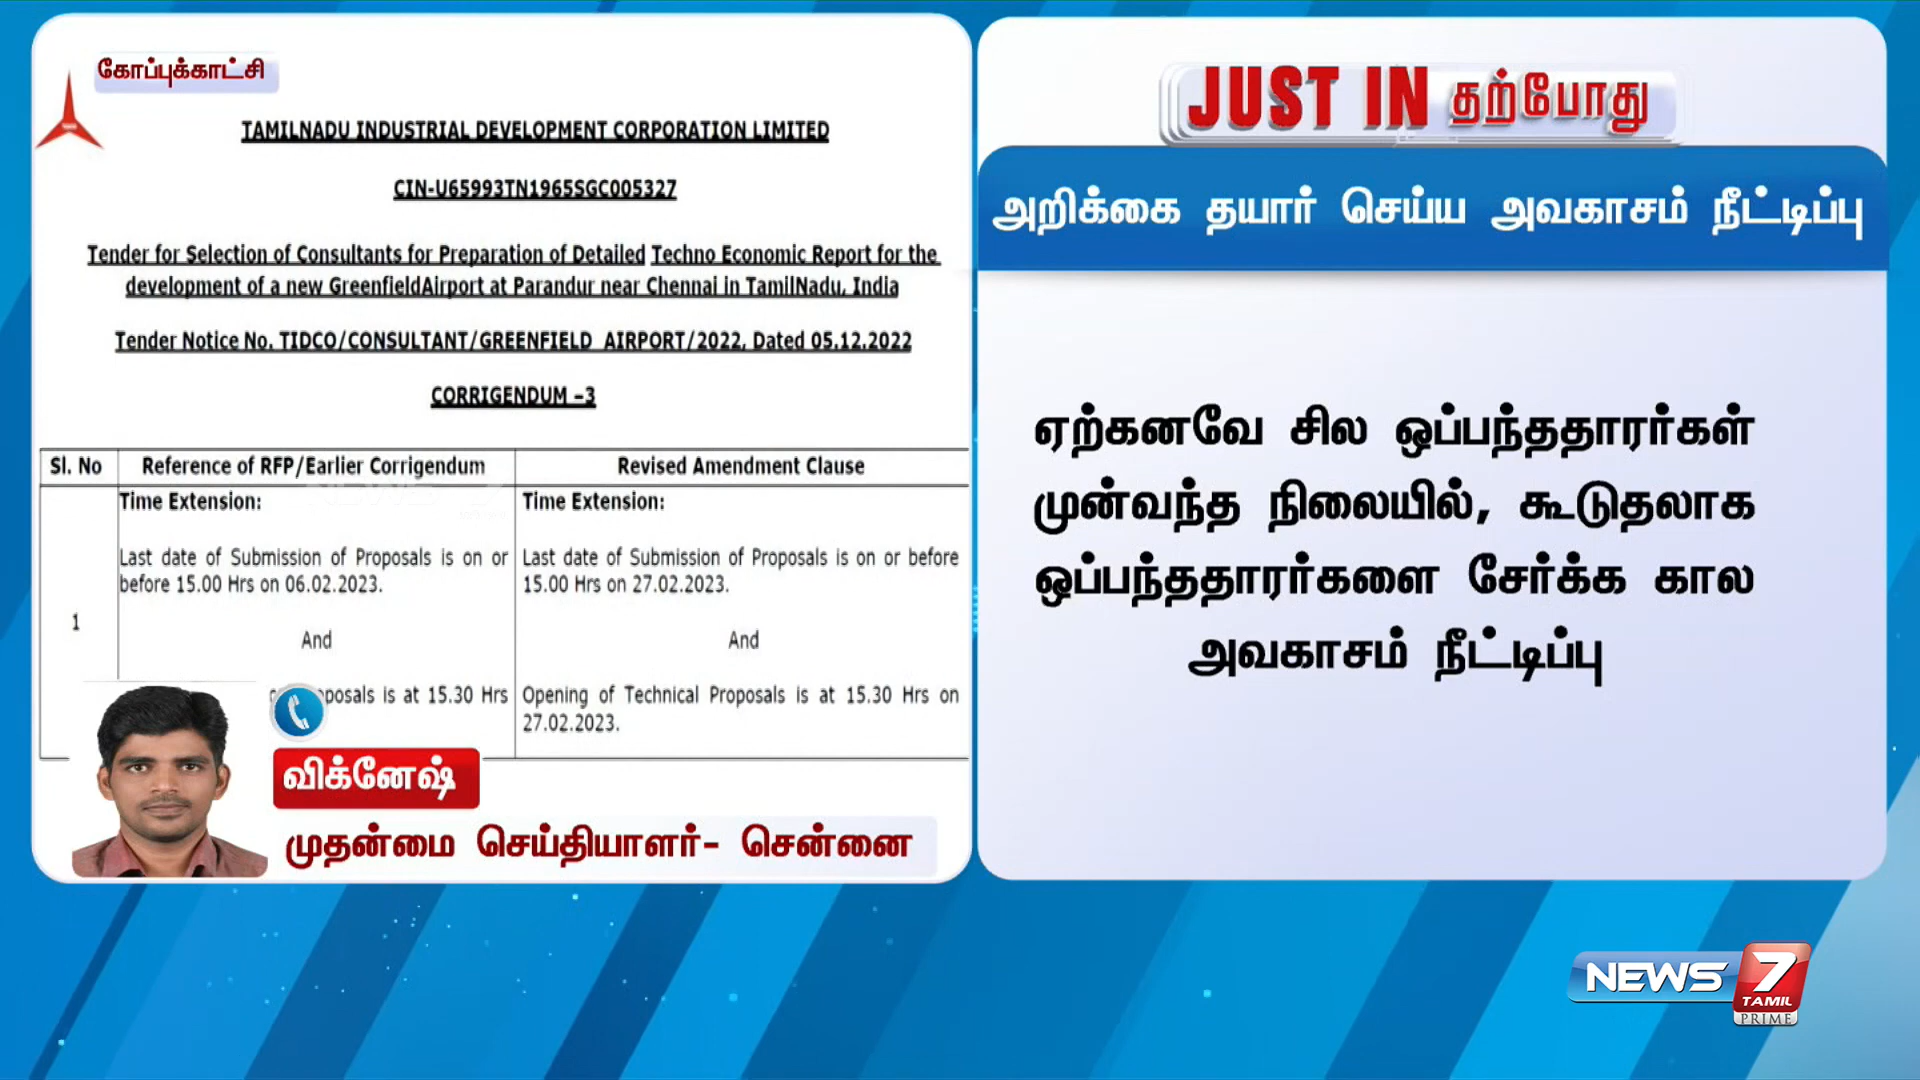 கோப்புக்காட்சி
TAMILNADU INDUSTRIAL DEVELOPMENT CORPORATION LIMITED
CIN-U65993TN1965SGC005327
Tender for Selection of Consultants for Preparation of Detailed Techno Economic Report for the
development of a new GreenfieldAirport at Parandur near Chennai in TamilNadu, India
Tender Notice No. TIDCO/CONSULTANT/GREENFIELD AIRPORT/2022, Dated 05.12.2022
CORRIGENDUM –3
Sl. No Reference of RFP/Earlier Corrigendum Revised Amendment Clause
1
Time Extension:
Last date of Submission of Proposals is on or
before 15.00 Hrs on 06.02.2023.
And
posals is at 15.30 Hrs
Time Extension:
Last date of Submission of Proposals is on or before
15.00 Hrs on 27.02.2023.
And
Opening of Technical Proposals is at 15.30 Hrs on
27.02.2023.
விக்னேஷ்
முதன்மை செய்தியாளர்- சென்னை
JUST IN தற்போது
அறிக்கை தயார் செய்ய அவகாசம் நீட்டிப்பு
ஏற்கனவே சில ஒப்பந்ததாரர்கள்
முன்வந்த நிலையில், கூடுதலாக
ஒப்பந்ததாரர்களை சேர்க்க கால
அவகாசம் நீட்டிப்பு
NEWS 7
TAMIL
PRIME